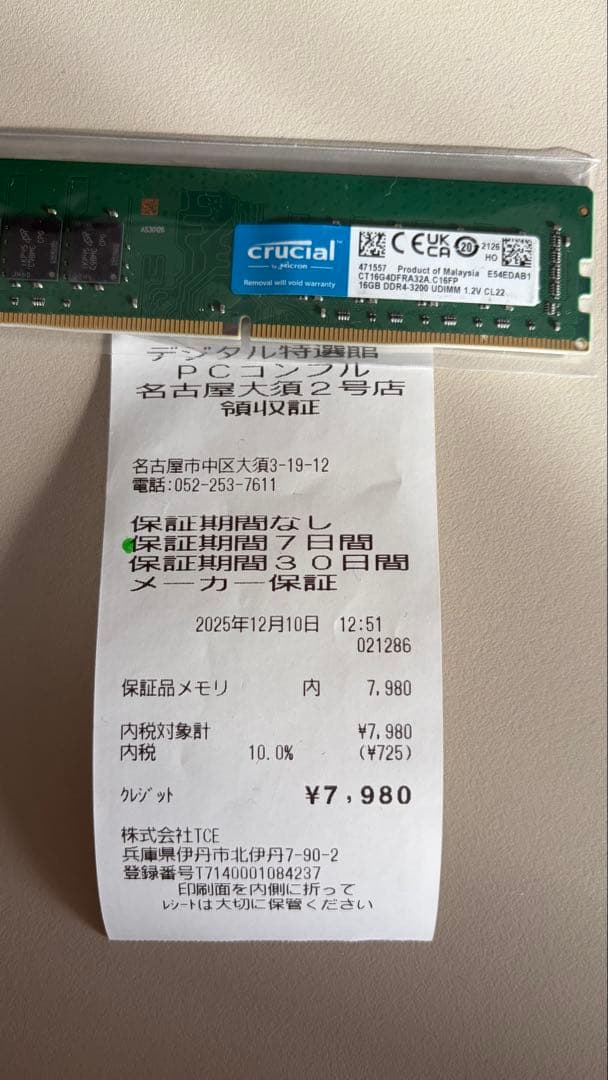 crucial™
by Micron
Removal will void warranty
CE UKCA 20 2126
HO
471557 Product of Malaysia E54EDAB1
CT16G4DFRA32A.C16FP
16GB DDR4-3200 UDIMM 1.2V CL22
デジタル特選館
PCコンフル
名古屋大須2号店
領収証
名古屋市中区大須3-19-12
電話:052-253-7611
保証期間なし
保証期間7日間
保証期間30日間
メーカー保証
2025年12月10日 12:51
021286
保証品メモリ 内 7,980
内税対象計 ¥7,980
内税 10.0% (¥725)
クレジット ¥7,980
株式会社TCE
兵庫県伊丹市北伊丹7-90-2
登録番号T7140001084237
印刷面を内側に折って
レシートは大切に保管ください